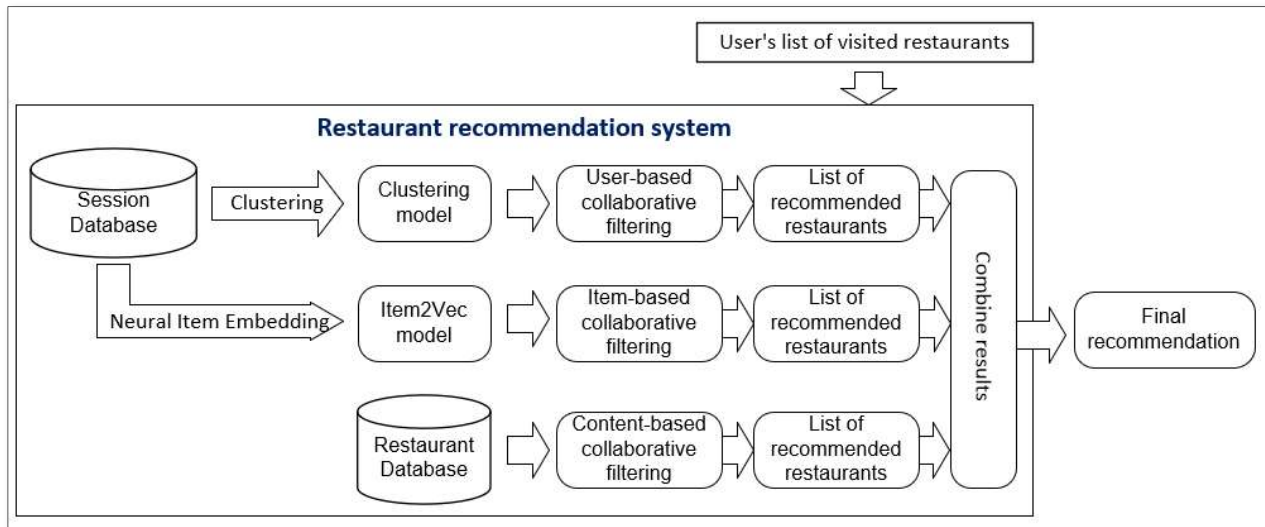 User's list of visited restaurants
Restaurant recommendation system
Session
Database
Clustering
Clustering
model
User-based
collaborative
filtering
List of
recommended
restaurants
Neural Item Embedding
Item2Vec
model
Item-based
collaborative
filtering
List of
recommended
restaurants
Restaurant
Database
Content-based
collaborative
filtering
List of
recommended
restaurants
Combine results
Final
recommendation